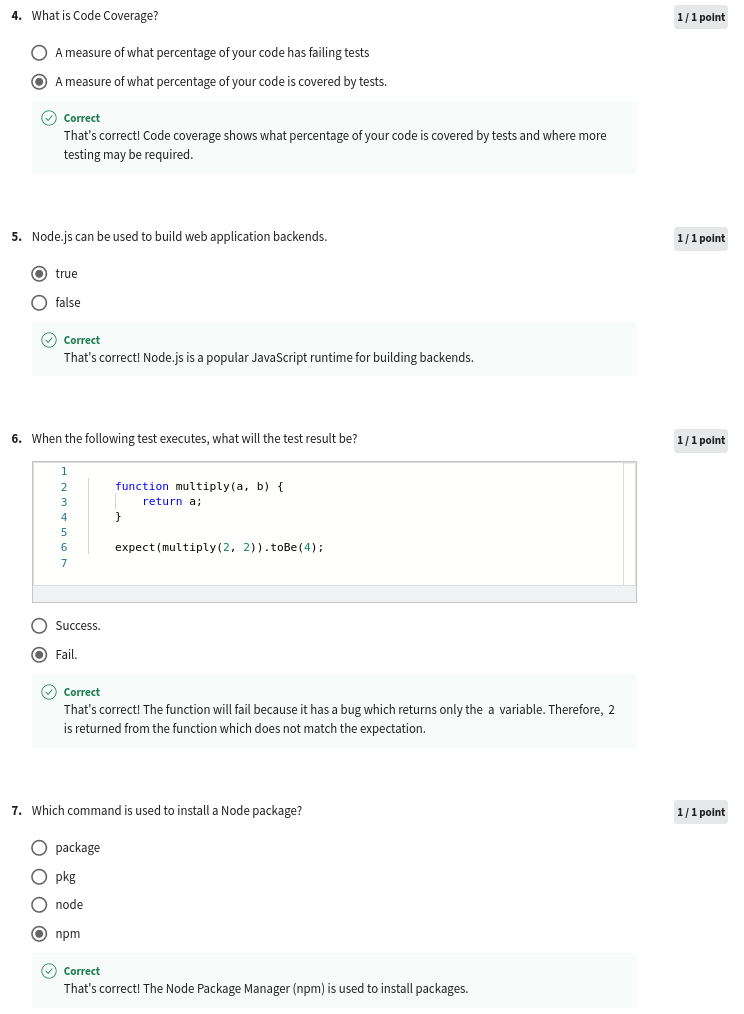 4. What is Code Coverage?
1 / 1 point
A measure of what percentage of your code has failing tests
A measure of what percentage of your code is covered by tests.
Correct
That's correct! Code coverage shows what percentage of your code is covered by tests and where more
testing may be required.
5. Node.js can be used to build web application backends.
1 / 1 point
true
false
Correct
That's correct! Node.js is a popular JavaScript runtime for building backends.
6. When the following test executes, what will the test result be?
1 / 1 point
1
2 function multiply(a, b) {
3 return a;
4 }
5
6 expect(multiply(2, 2)).toBe(4);
7
Success.
Fail.
Correct
That's correct! The function will fail because it has a bug which returns only the a variable. Therefore, 2
is returned from the function which does not match the expectation.
7. Which command is used to install a Node package?
1 / 1 point
package
pkg
node
npm
Correct
That's correct! The Node Package Manager (npm) is used to install packages.